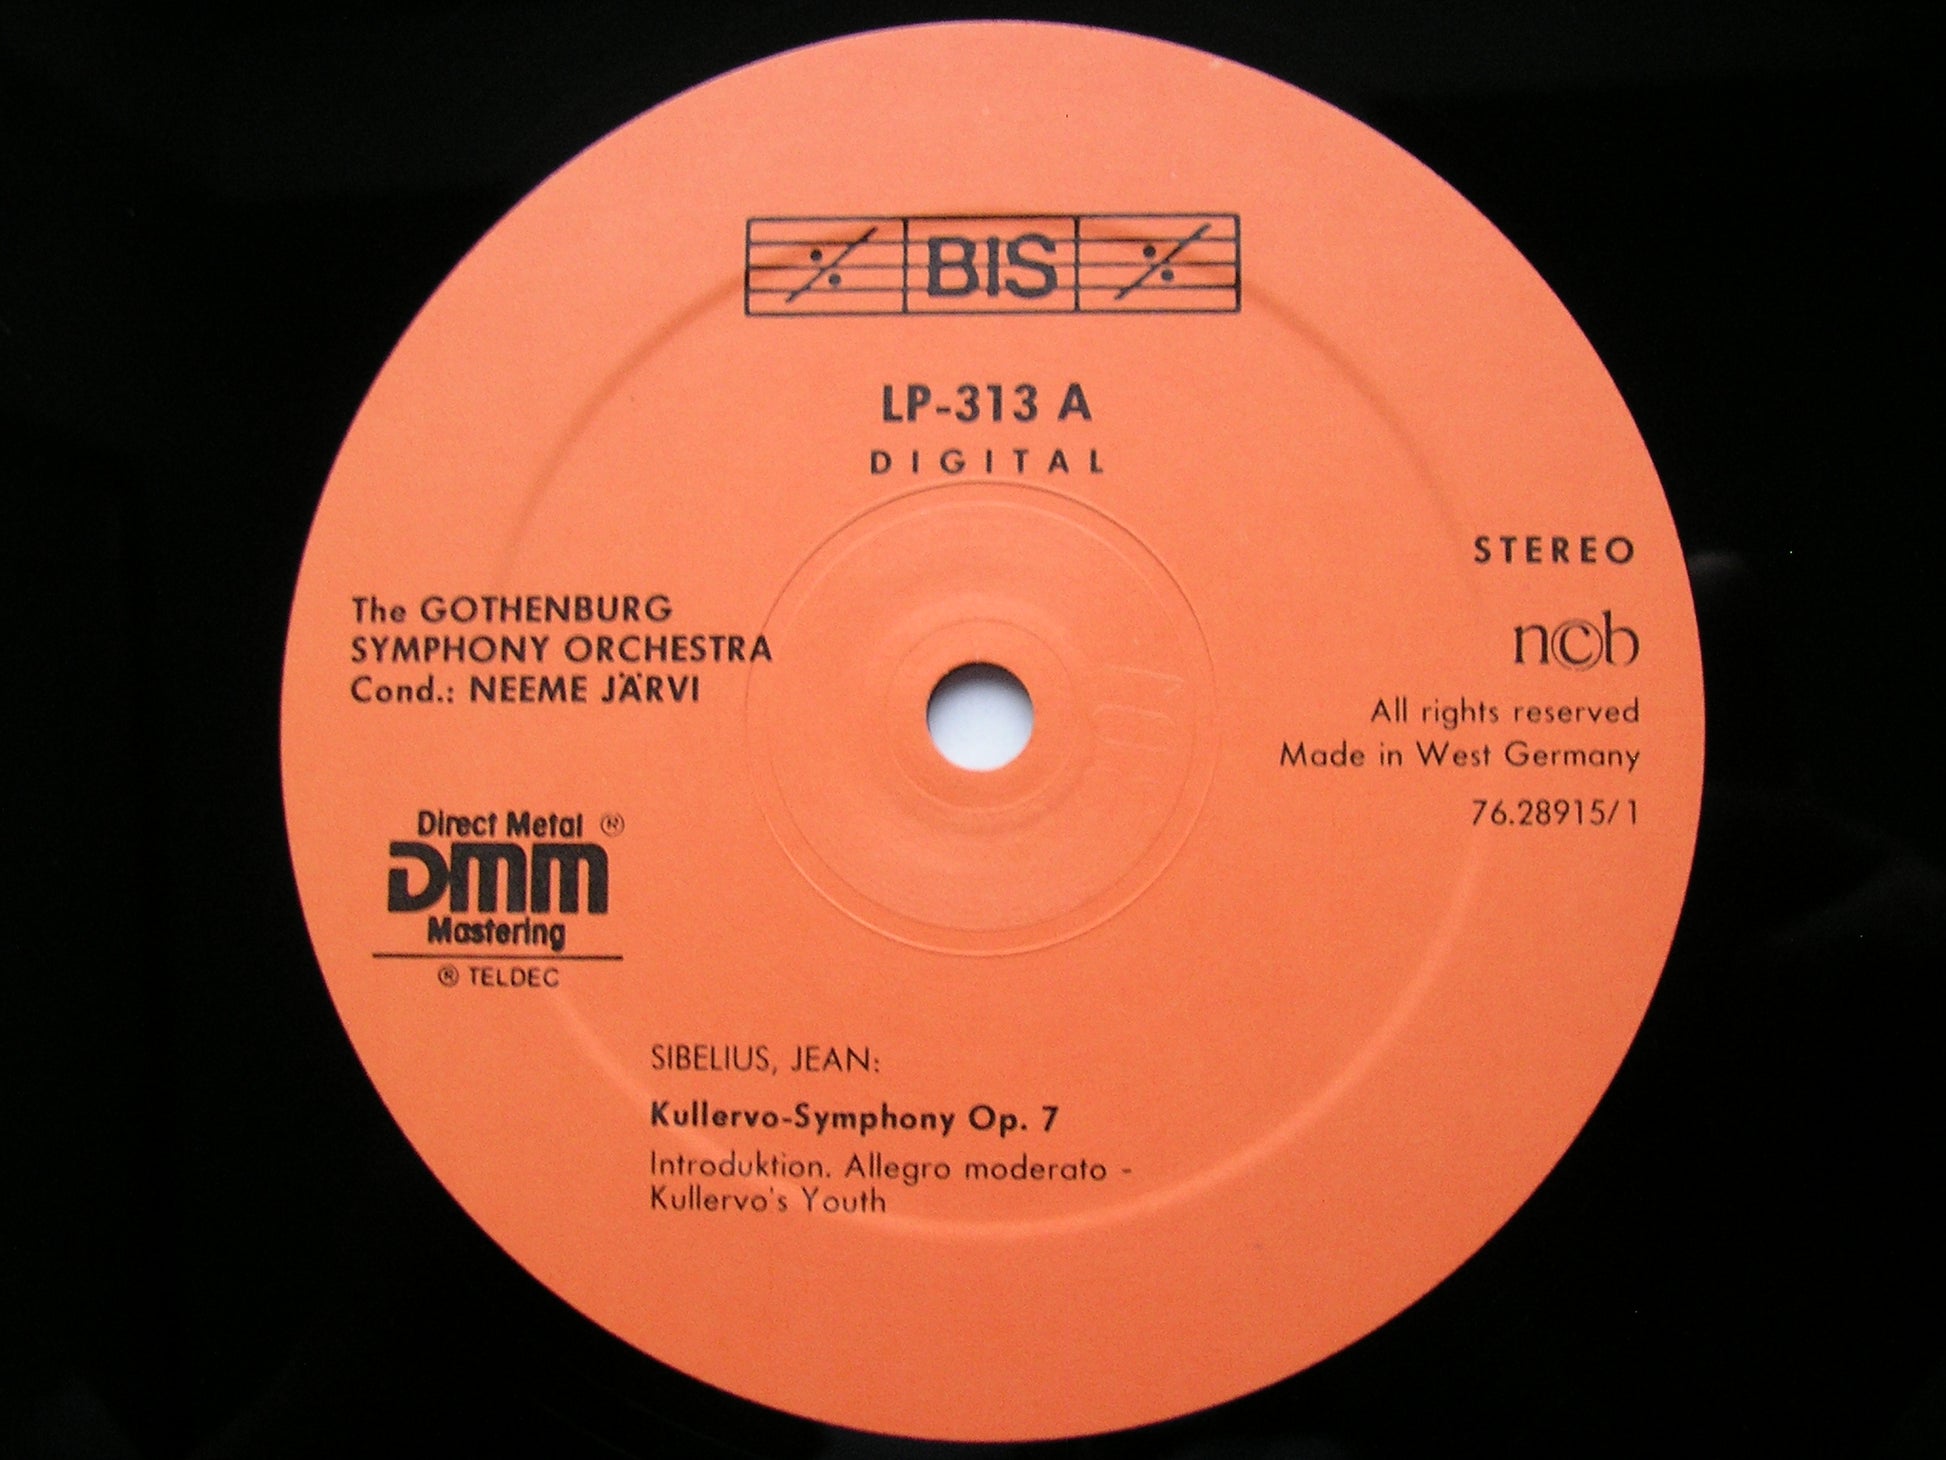 BIS
LP-313 A
DIGITAL
STEREO
The GOTHENBURG
SYMPHONY ORCHESTRA
Cond.: NEEME JÄRVI
n©b
All rights reserved
Made in West Germany
76.28915/1
Direct Metal ®
DMM
Mastering
® TELDEC
SIBELIUS, JEAN:
Kullervo-Symphony Op. 7
Introduktion. Allegro moderato -
Kullervo's Youth